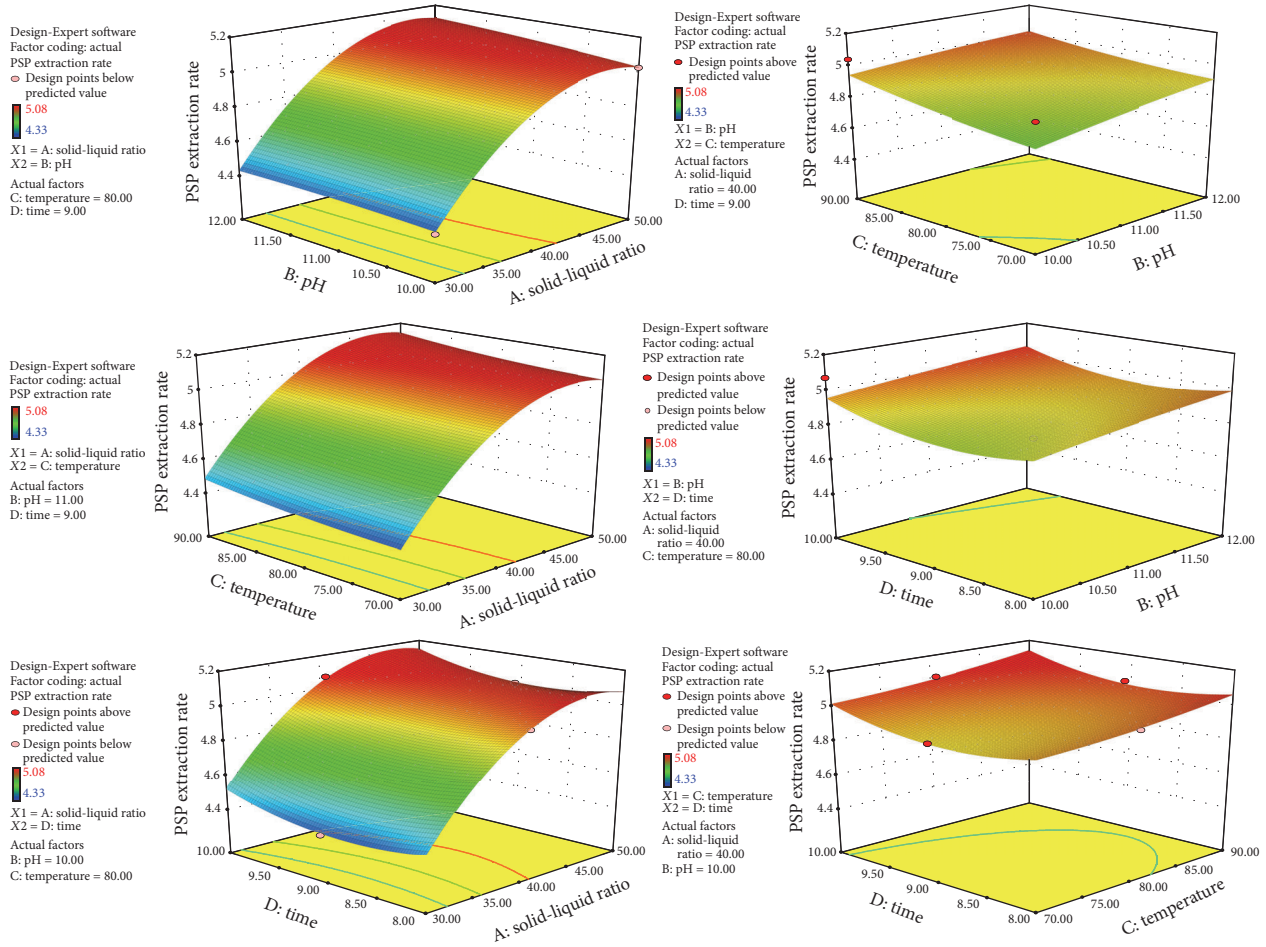 Design-Expert software
Factor coding: actual
PSP extraction rate
Design points below
predicted value
5.08
4.33
X1 = A: solid-liquid ratio
X2 = B: pH
Actual factors
C: temperature = 80.00
D: time = 9.00
PSP extraction rate
5.2
5
4.8
4.6
4.4
12.00
11.50
11.00
10.50
10.00
B: pH
30.00
35.00
40.00
45.00
50.00
A: solid-liquid ratio
Design-Expert software
Factor coding: actual
PSP extraction rate
Design points above
predicted value
5.08
4.33
X1 = B: pH
X2 = C: temperature
Actual factors
A: solid-liquid
ratio = 40.00
D: time = 9.00
PSP extraction rate
5.2
5
4.8
4.6
4.4
90.00
85.00
80.00
75.00
70.00
C: temperature
10.00
10.50
11.00
11.50
12.00
B: pH
Design-Expert software
Factor coding: actual
PSP extraction rate
5.08
4.33
X1 = A: solid-liquid ratio
X2 = C: temperature
Actual factors
B: pH = 11.00
D: time = 9.00
PSP extraction rate
5.2
5
4.8
4.6
4.4
90.00
85.00
80.00
75.00
70.00
C: temperature
30.00
35.00
40.00
45.00
50.00
A: solid-liquid ratio
Design-Expert software
Factor coding: actual
PSP extraction rate
Design points above
predicted value
Design points below
predicted value
5.08
4.33
X1 = B: pH
X2 = D: time
Actual factors
A: solid-liquid
ratio = 40.00
C: temperature = 80.00
PSP extraction rate
5.2
5
4.8
4.6
4.4
10.00
9.50
9.00
8.50
8.00
D: time
10.00
10.50
11.00
11.50
12.00
B: pH
Design-Expert software
Factor coding: actual
PSP extraction rate
Design points above
predicted value
Design points below
predicted value
5.08
4.33
X1 = A: solid-liquid ratio
X2 = D: time
Actual factors
B: pH = 10.00
C: temperature = 80.00
PSP extraction rate
5.2
5
4.8
4.6
4.4
10.00
9.50
9.00
8.50
8.00
D: time
30.00
35.00
40.00
45.00
50.00
A: solid-liquid ratio
Design-Expert software
Factor coding: actual
PSP extraction rate
Design points above
predicted value
Design points below
predicted value
5.08
4.33
X1 = C: temperature
X2 = D: time
Actual factors
A: solid-liquid
ratio = 40.00
B: pH = 10.00
PSP extraction rate
5.2
5
4.8
4.6
4.4
10.00
9.50
9.00
8.50
8.00
D: time
70.00
75.00
80.00
85.00
90.00
C: temperature